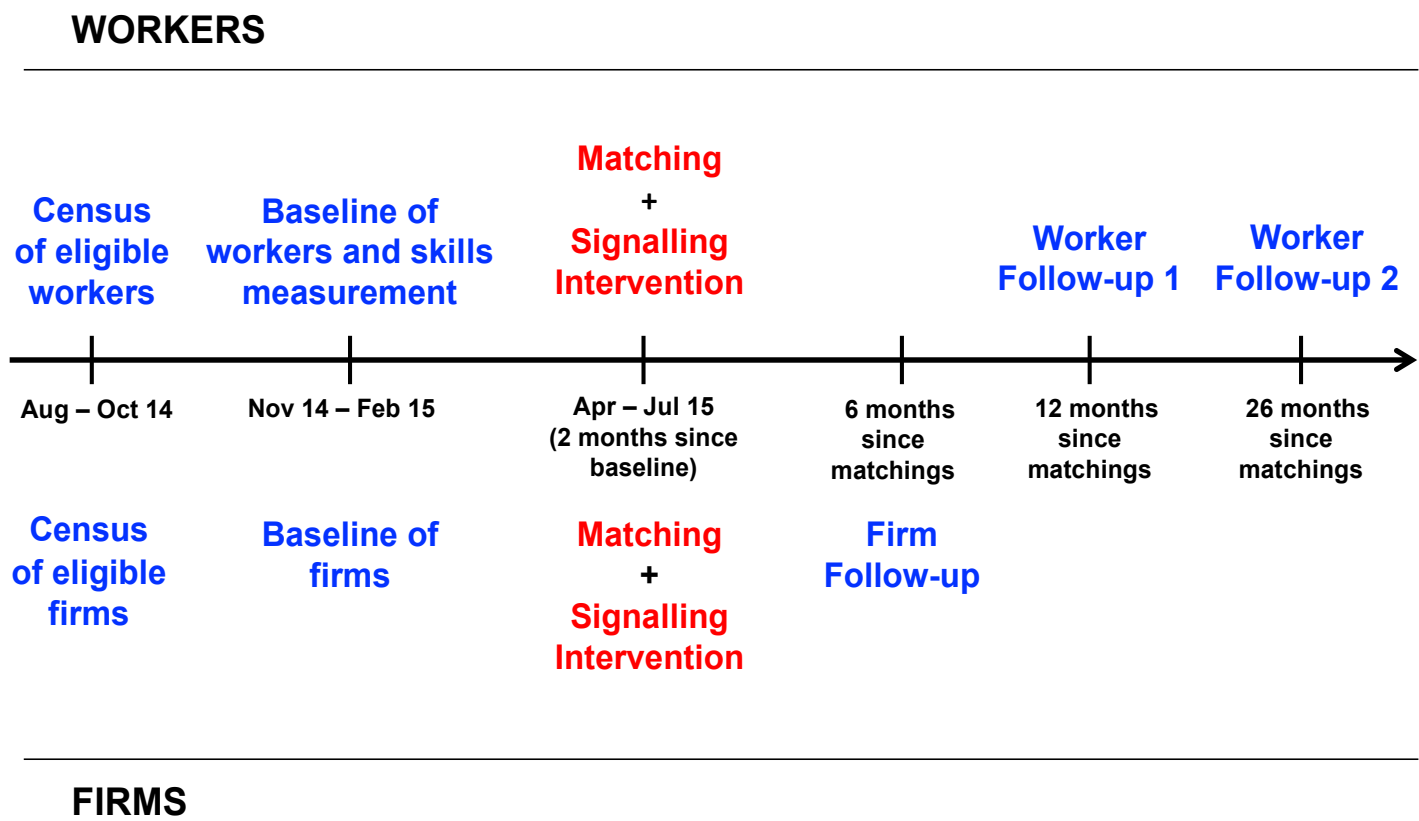 WORKERS
Census
of eligible
workers
Baseline of
workers and skills
measurement
Matching
+
Signalling
Intervention
Worker
Follow-up 1
Worker
Follow-up 2
Aug – Oct 14
Nov 14 – Feb 15
Apr – Jul 15
(2 months since
baseline)
6 months
since
matchings
12 months
since
matchings
26 months
since
matchings
Census
of eligible
firms
Baseline of
firms
Matching
+
Signalling
Intervention
Firm
Follow-up
FIRMS